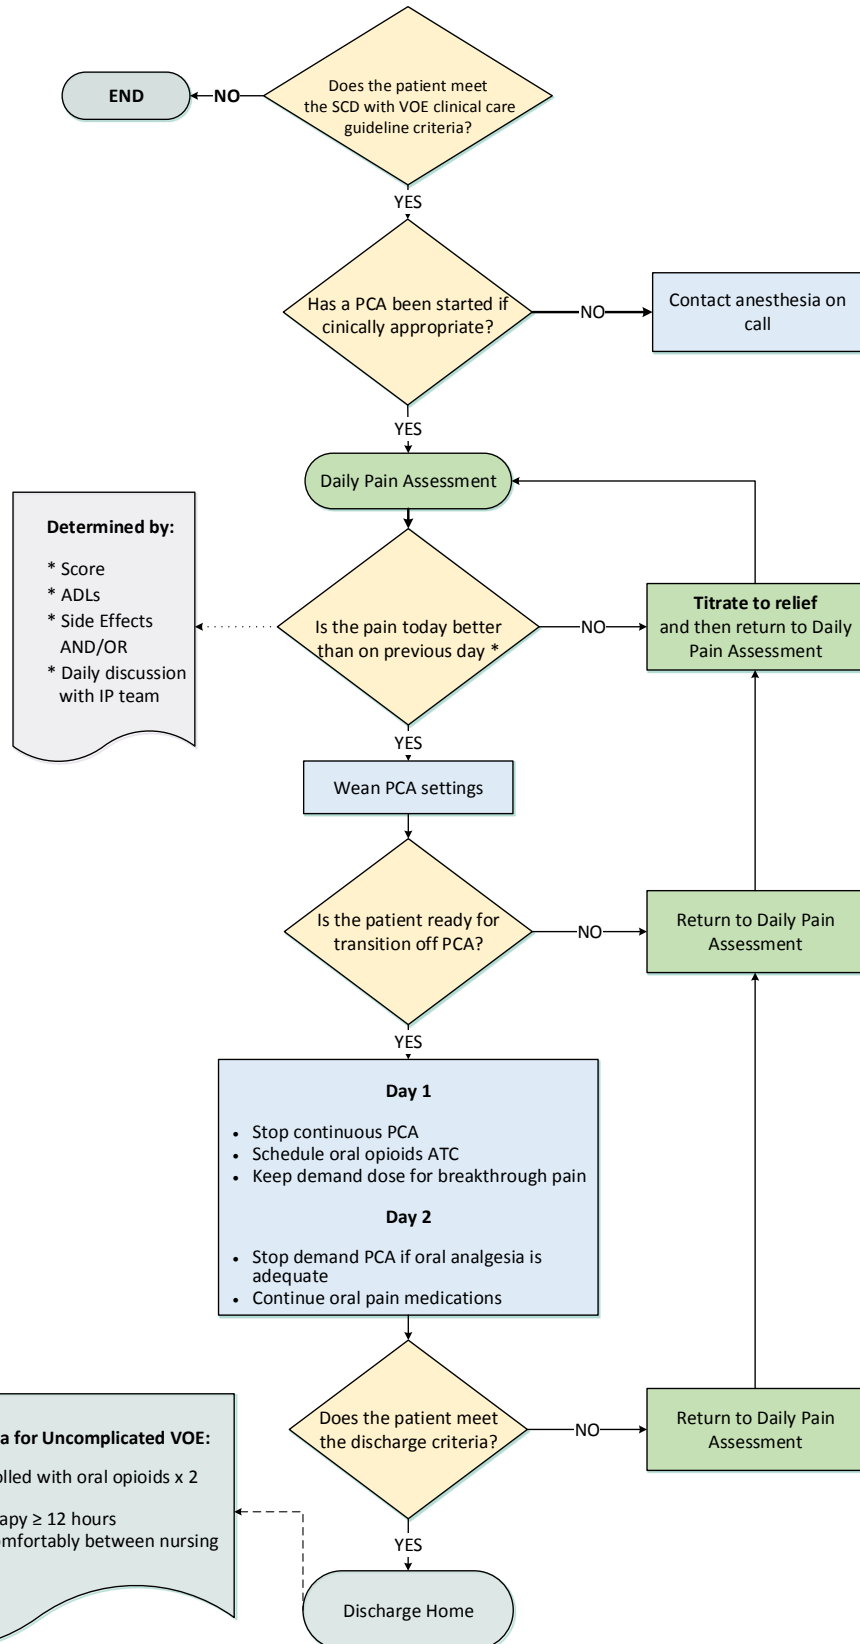 Does the patient meet
the SCD with VOE clinical care
guideline criteria?
NO
END
YES
Has a PCA been started if
cinically appropriate?
NO
Contact anesthesia on
call
YES
Daily Pain Assessment
Determined by:
* Score
* ADLs
* Side Effects
AND/OR
* Daily discussion
with IP team
Is the pain today better
than on previous day *
NO
Titrate to relief
and then return to Daily
Pain Assessment
YES
Wean PCA settings
Is the patient ready for
transition off PCA?
NO
Return to Daily Pain
Assessment
YES
Day 1
• Stop continuous PCA
• Schedule oral opioids ATC
• Keep demand dose for breakthrough pain
Day 2
• Stop demand PCA if oral analgesia is
adequate
• Continue oral pain medications
Does the patient meet
the discharge criteria?
NO
Return to Daily Pain
Assessment
for Uncomplicated VOE:
with oral opioids x 2
≥ 12 hours
between nursing
YES
Discharge Home